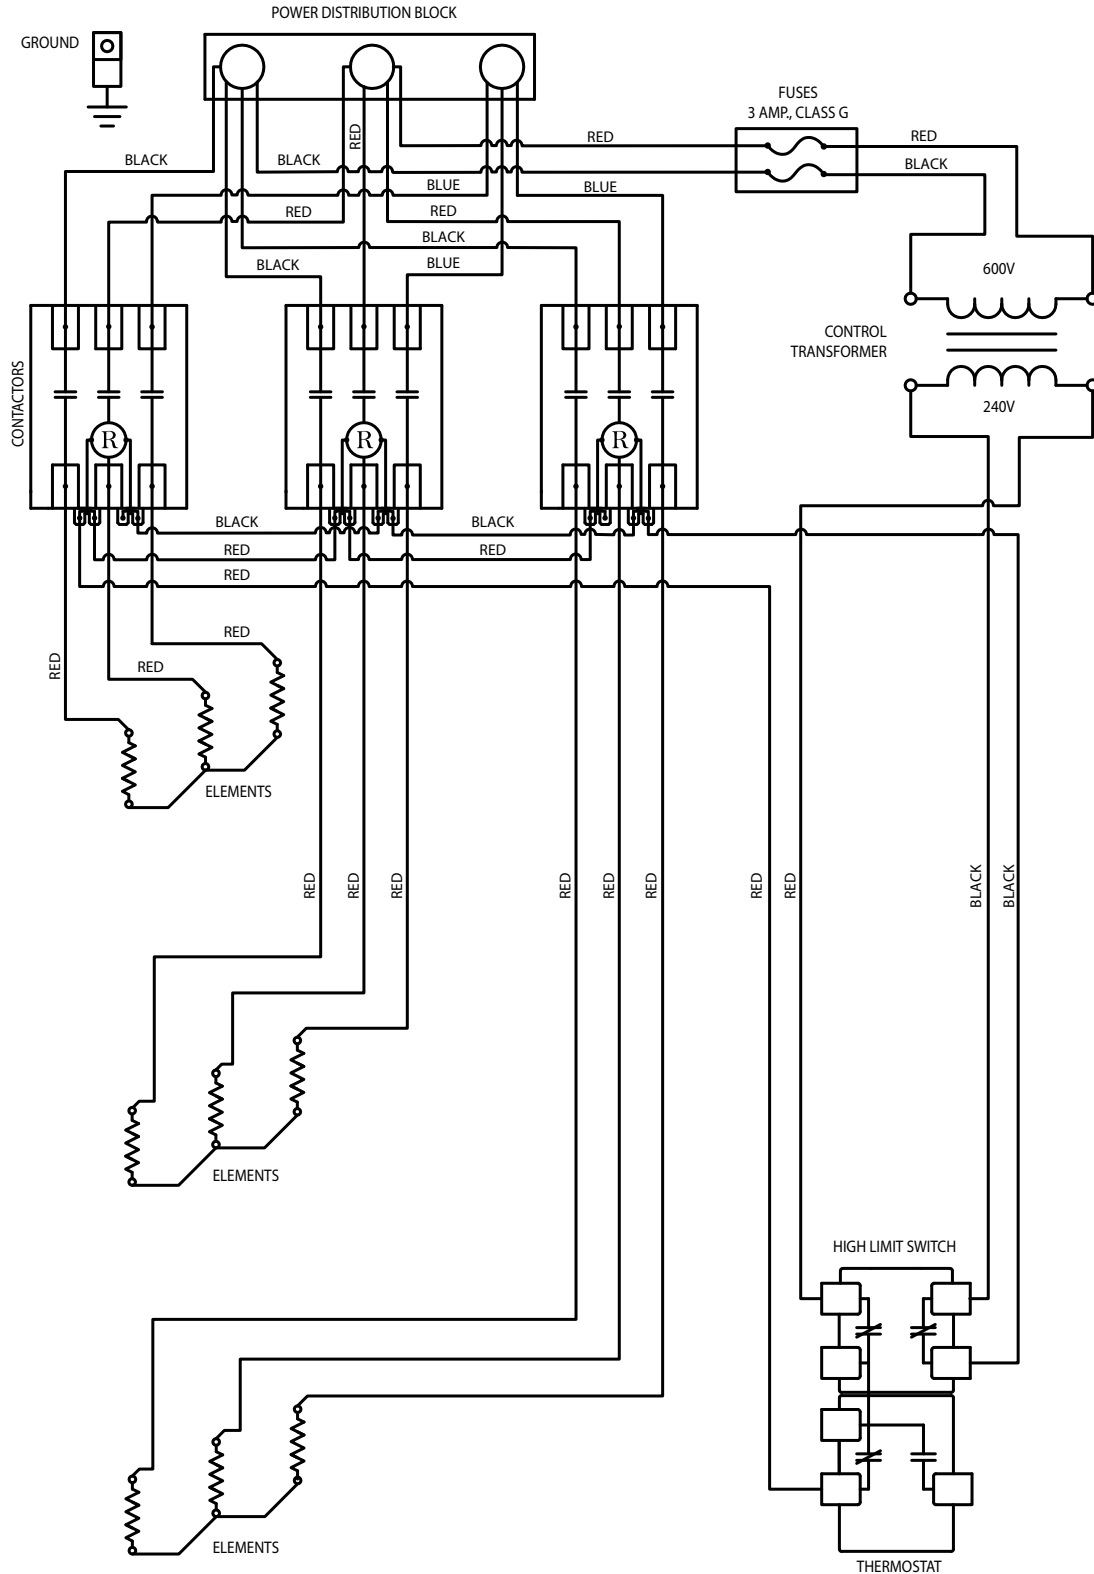 POWER DISTRIBUTION BLOCK
GROUND
FUSES
3 AMP., CLASS G
RED
RED
RED
BLACK
BLACK
BLACK
BLUE
BLUE
RED
RED
BLACK
BLACK
BLUE
600V
CONTROL
TRANSFORMER
240V
CONTACTORS
R
R
R
BLACK
BLACK
RED
RED
RED
RED
RED
RED
ELEMENTS
RED
RED
RED
RED
RED
RED
RED
RED
BLACK
BLACK
ELEMENTS
HIGH LIMIT SWITCH
ELEMENTS
THERMOSTAT